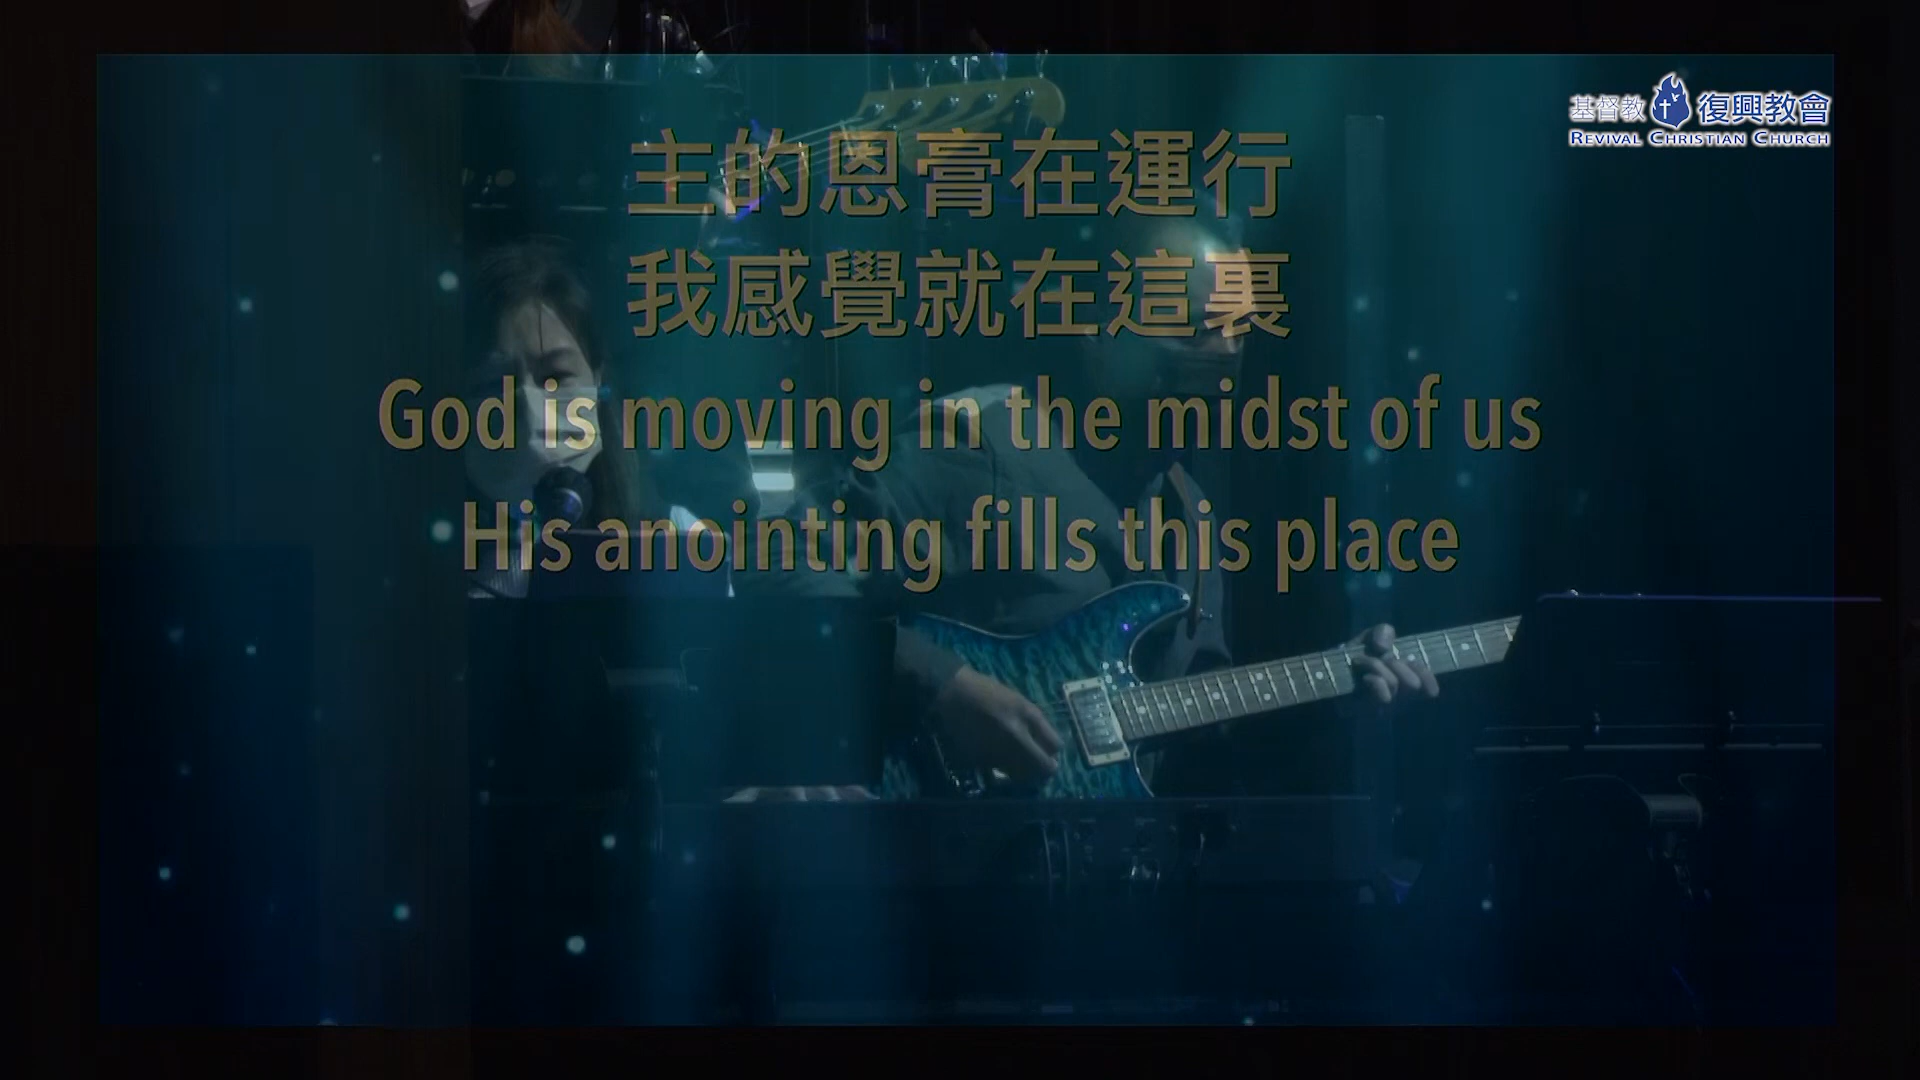 基督教 復興教會
REVIVAL CHRISTIAN CHURCH
主的恩膏在運行
我感覺就在這裏
God is moving in the midst of us
His anointing fills this place